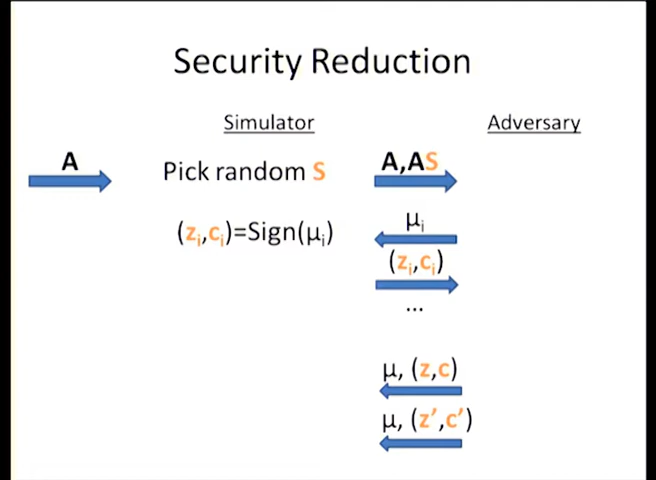 Security Reduction
Simulator Adversary
A
Pick random S
A,AS
(zᵢ,cᵢ)=Sign(μᵢ)
μᵢ
(zᵢ,cᵢ)
...
μ, (z,c)
μ, (z′,c′)